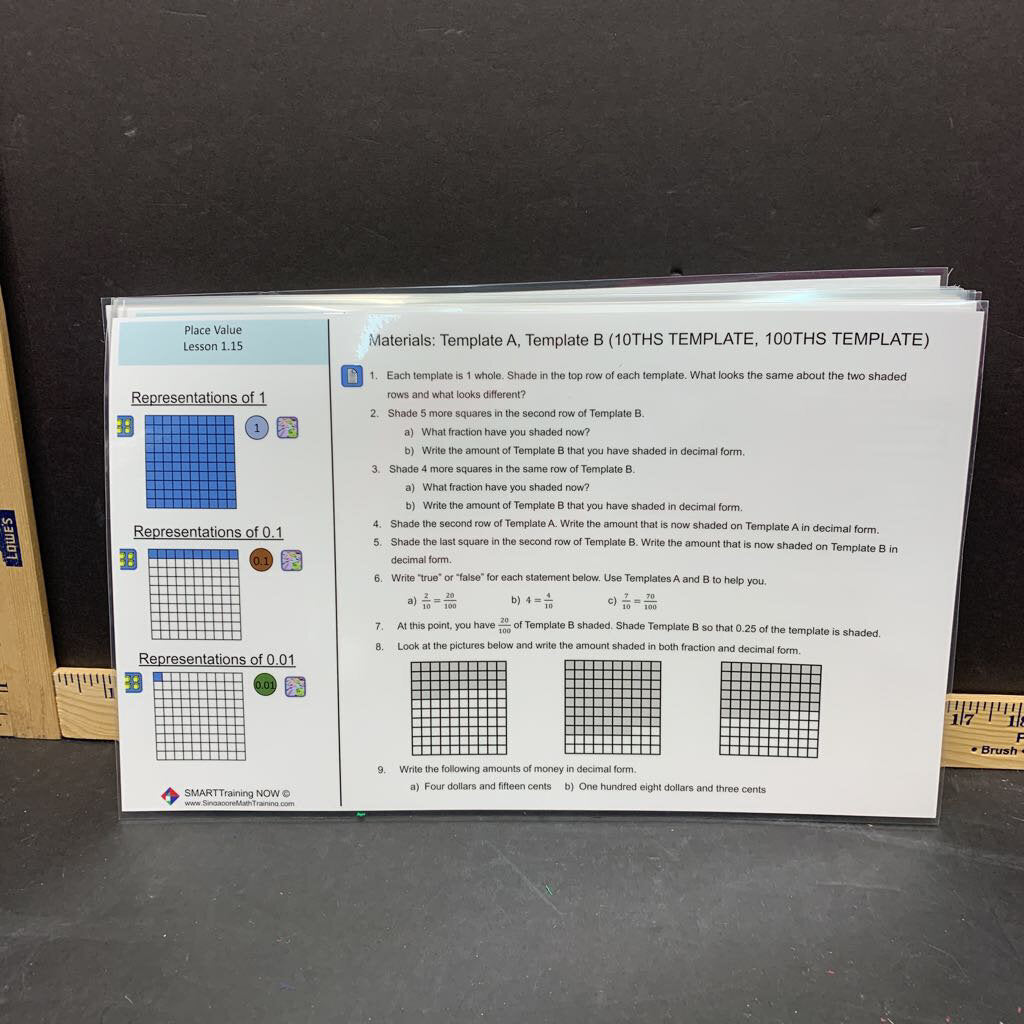 Place Value
Lesson 1.15
Representations of 1
1
Representations of 0.1
0.1
Representations of 0.01
0.01
SMARTTraining NOW ©
www.SingaporeMathTraining.com
Materials: Template A, Template B (10THS TEMPLATE, 100THS TEMPLATE)
1. Each template is 1 whole. Shade in the top row of each template. What looks the same about the two shaded
rows and what looks different?
2. Shade 5 more squares in the second row of Template B.
a) What fraction have you shaded now?
b) Write the amount of Template B that you have shaded in decimal form.
3. Shade 4 more squares in the same row of Template B.
a) What fraction have you shaded now?
b) Write the amount of Template B that you have shaded in decimal form.
4. Shade the second row of Template A. Write the amount that is now shaded on Template A in decimal form.
5. Shade the last square in the second row of Template B. Write the amount that is now shaded on Template B in
decimal form.
6. Write "true" or "false" for each statement below. Use Templates A and B to help you.
a) 2/10 = 20/100 b) 4 = 4/10 c) 7/10 = 70/100
7. At this point, you have 20/100 of Template B shaded. Shade Template B so that 0.25 of the template is shaded.
8. Look at the pictures below and write the amount shaded in both fraction and decimal form.
9. Write the following amounts of money in decimal form.
a) Four dollars and fifteen cents b) One hundred eight dollars and three cents
LOWE'S
17
• Brush